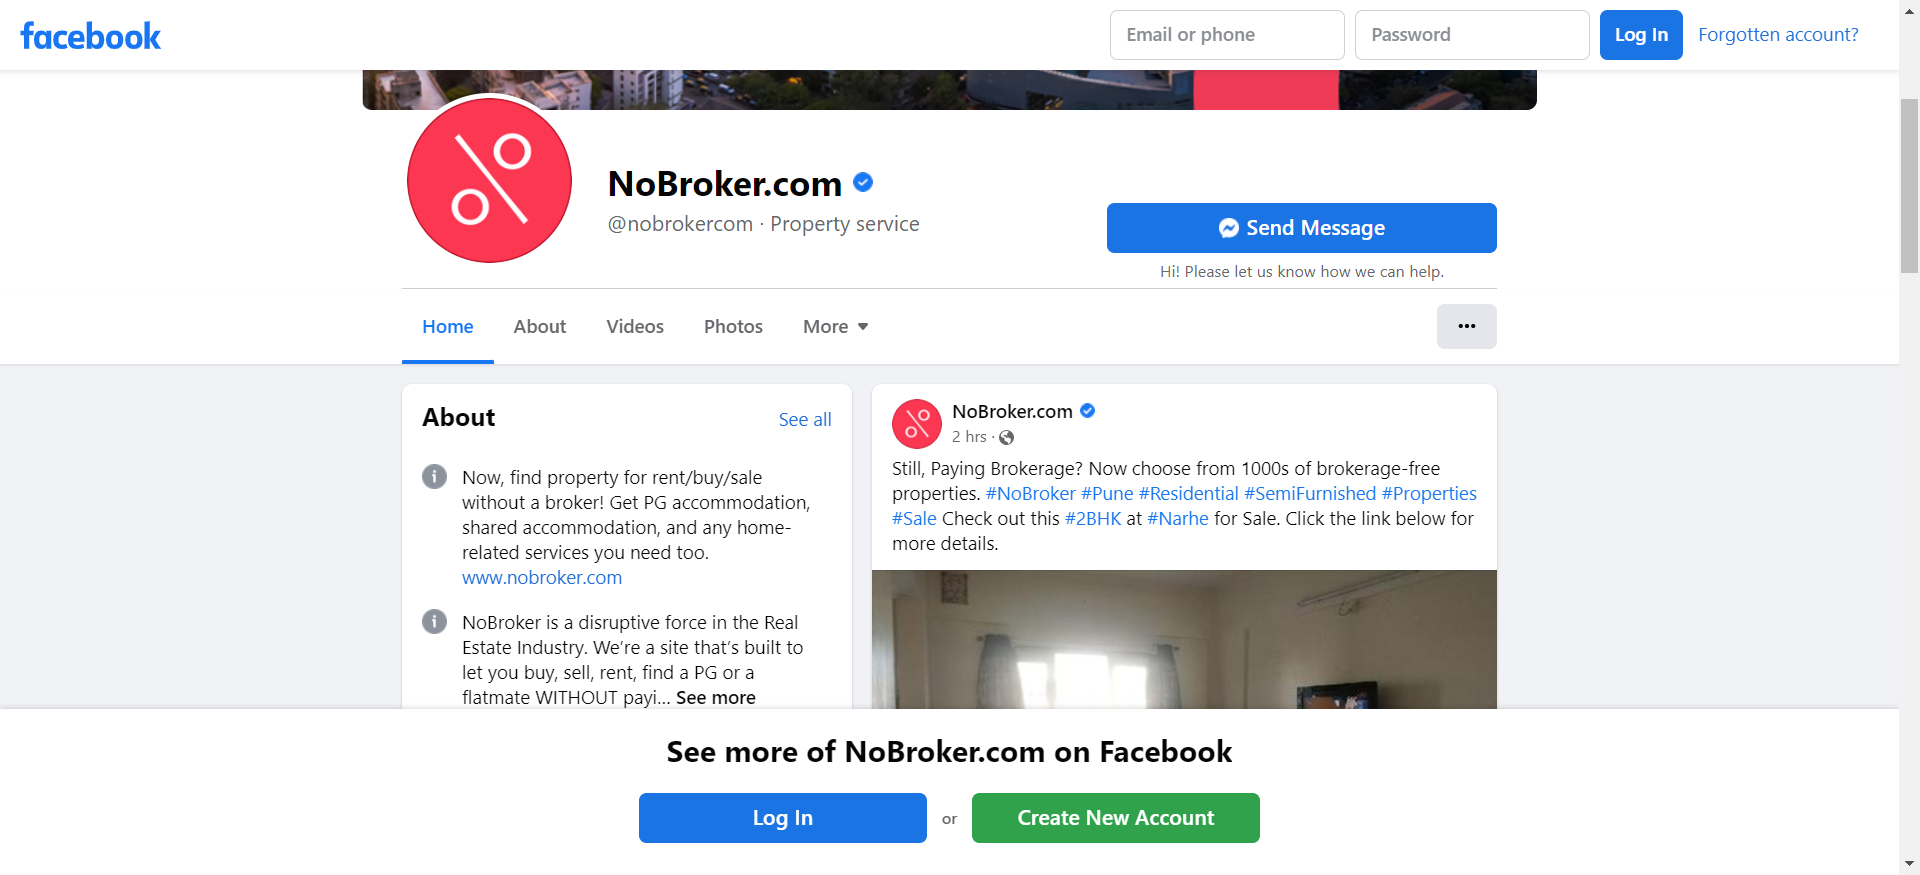 facebook
Email or phone
Password
Log In
Forgotten account?
NoBroker.com
@nobrokercom · Property service
Send Message
Hi! Please let us know how we can help.
Home
About
Videos
Photos
More
About
See all
Now, find property for rent/buy/sale
without a broker! Get PG accommodation,
shared accommodation, and any home-
related services you need too.
www.nobroker.com
NoBroker is a disruptive force in the Real
Estate Industry. We’re a site that’s built to
let you buy, sell, rent, find a PG or a
flatmate WITHOUT payi... See more
NoBroker.com
2 hrs ·
Still, Paying Brokerage? Now choose from 1000s of brokerage-free
properties. #NoBroker #Pune #Residential #SemiFurnished #Properties
#Sale Check out this #2BHK at #Narhe for Sale. Click the link below for
more details.
See more of NoBroker.com on Facebook
Log In
or
Create New Account